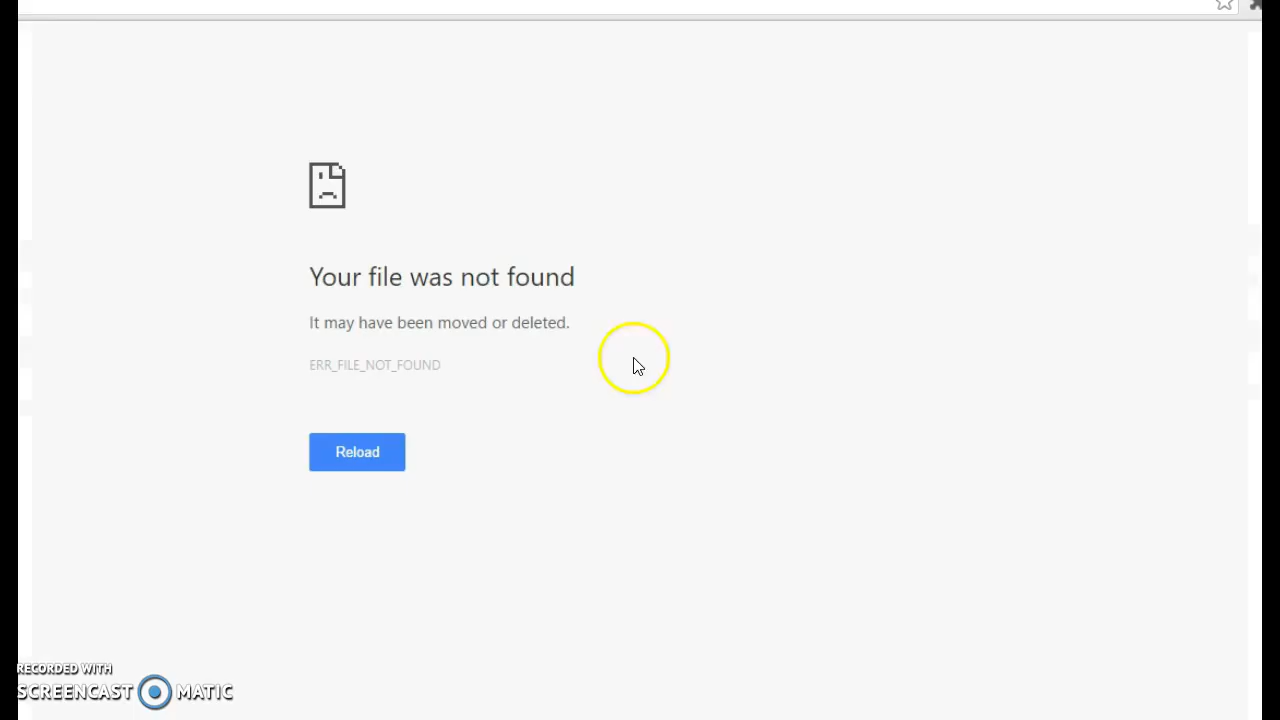 Your file was not found
It may have been moved or deleted.
ERR_FILE_NOT_FOUND
Reload
RECORDED WITH
SCREENCAST MATIC